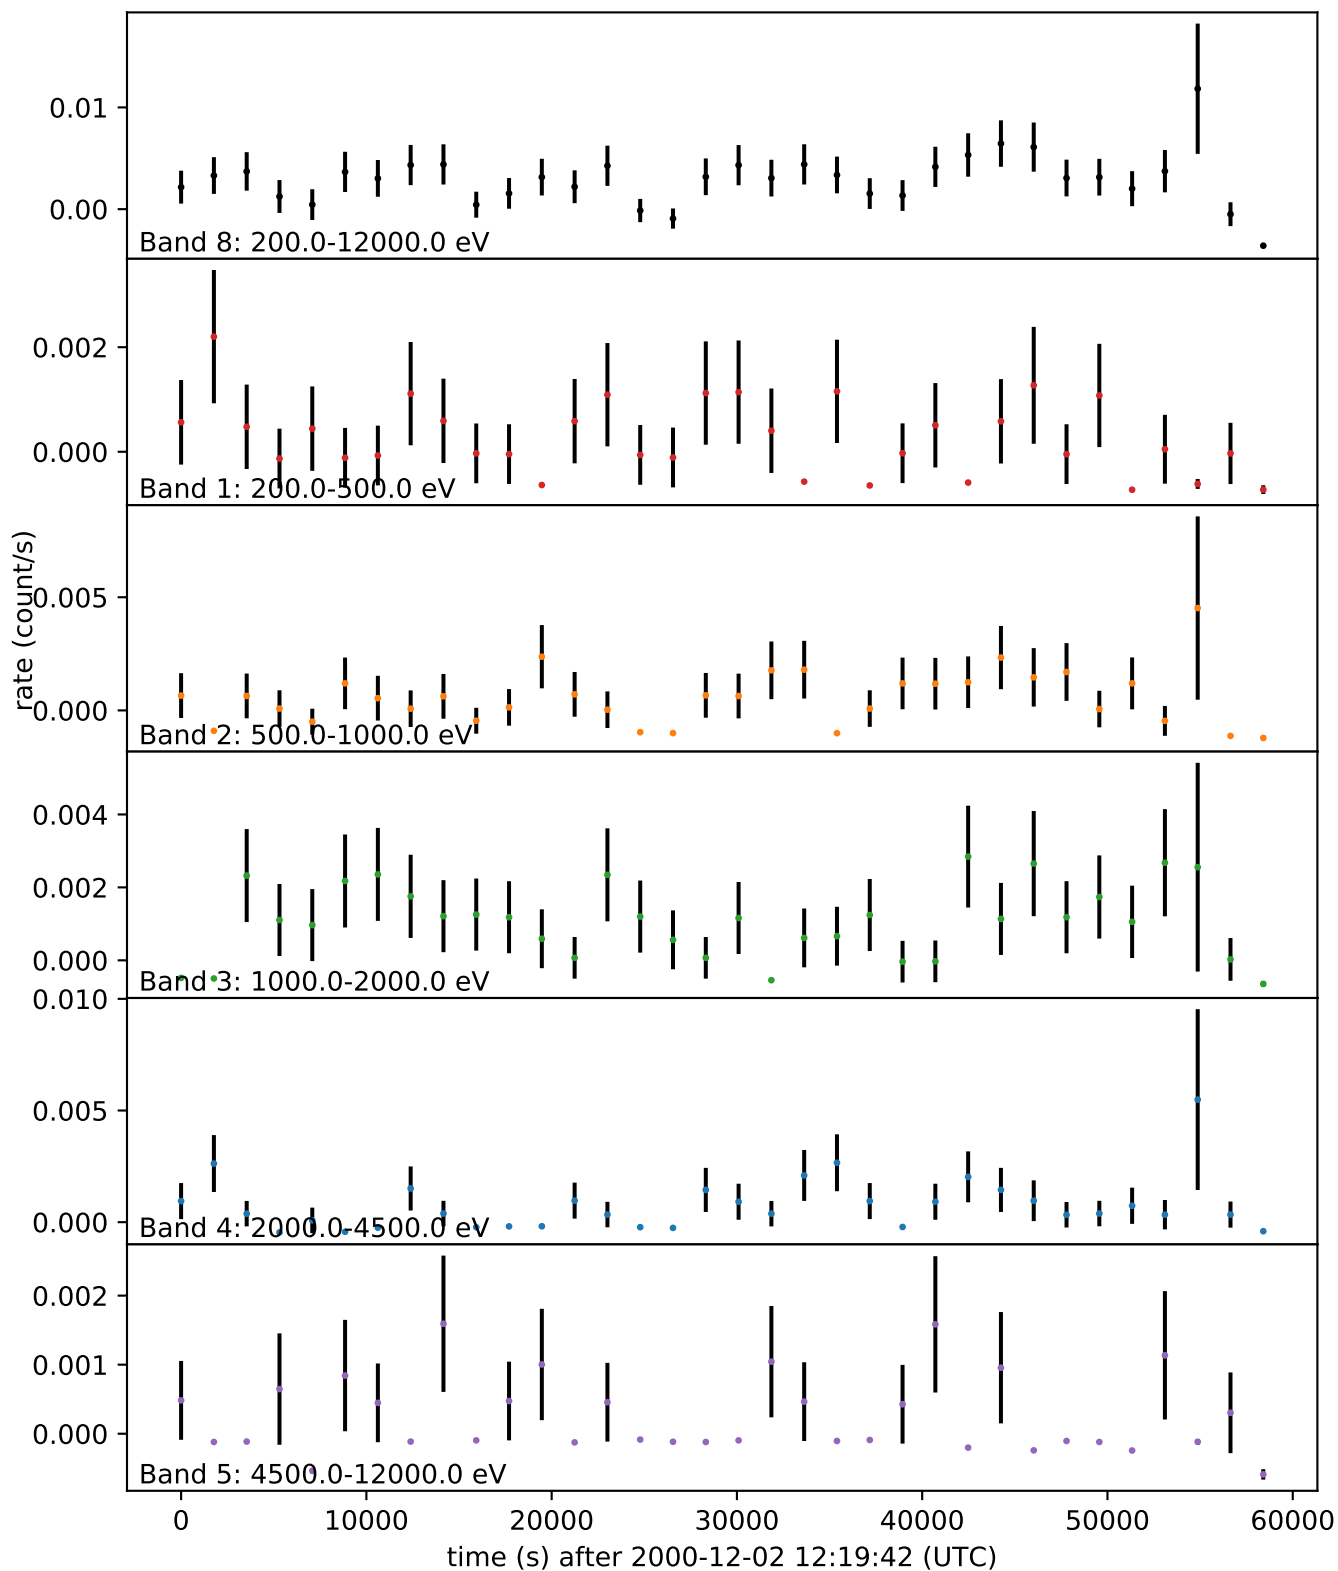 0.01
0.00
Band 8: 200.0-12000.0 eV
0.002
0.000
Band 1: 200.0-500.0 eV
rate (count/s)
0.005
0.000
Band 2: 500.0-1000.0 eV
0.004
0.002
0.000
Band 3: 1000.0-2000.0 eV
0.010
0.005
0.000
Band 4: 2000.0-4500.0 eV
0.002
0.001
0.000
Band 5: 4500.0-12000.0 eV
0 10000 20000 30000 40000 50000 60000
time (s) after 2000-12-02 12:19:42 (UTC)